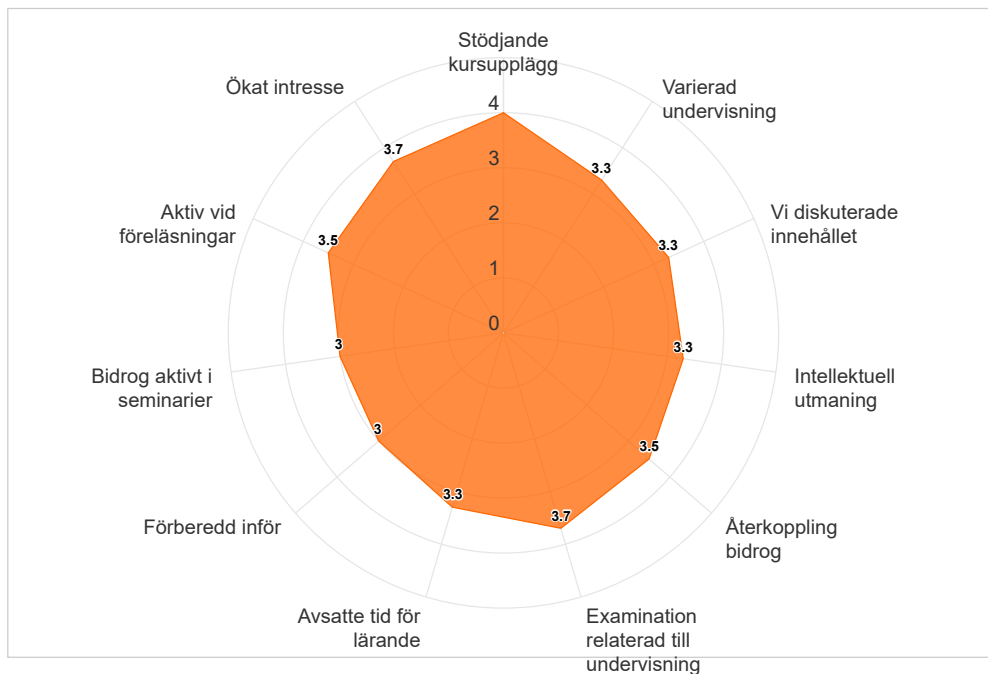 Stödjande
kursupplägg
Ökat intresse
Varierad
undervisning
4
3.7
3
3.3
Aktiv vid
föreläsningar
2
Vi diskuterade
innehållet
3.5
3.3
1
0
3
3.3
Bidrog aktivt i
seminarier
Intellektuell
utmaning
3
3.5
Förberedd inför
3.3
3.7
Återkoppling
bidrog
Avsatte tid för
lärande
Examination
relaterad till
undervisning